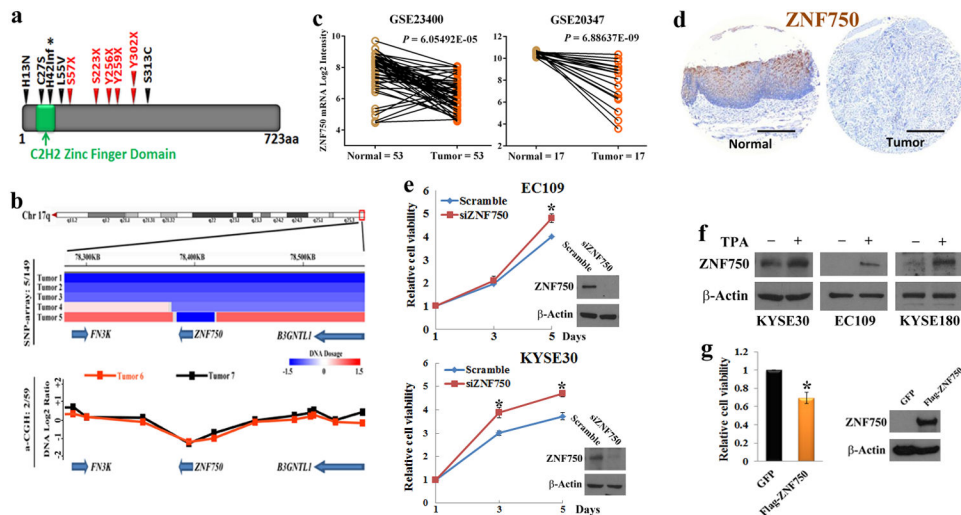 a
H13N
C27S
H42Inf *
L55V
S57X
S223X
Y256X
Y259X
Y302X
S313C
1
723aa
C2H2 Zinc Finger Domain
b
Chr 17q
78,300KB
78,400KB
78,500KB
SNP-array: 5/149
Tumor 1
Tumor 2
Tumor 3
Tumor 4
Tumor 5
FN3K
ZNF750
B3GNTL1
DNA Dosage
-1.5
1.5
Tumor 6
Tumor 7
a-CGH: 2/59
DNA Log2 Ratio
+2
+1
0
-1
-2
FN3K
ZNF750
B3GNTL1
c
GSE23400
GSE20347
P = 6.05492E-05
P = 6.88637E-09
ZNF750 mRNA Log2 Intensity
10
8
6
4
10
8
6
4
Normal = 53
Tumor = 53
Normal = 17
Tumor = 17
d
ZNF750
Normal
Tumor
e
EC109
Relative cell viability
6
5
4
3
2
1
0
Scramble
siZNF750
*
Scramble
siZNF750
ZNF750
β-Actin
1
3
5
Days
KYSE30
Relative cell viability
6
5
4
3
2
1
0
Scramble
siZNF750
*
*
Scramble
siZNF750
ZNF750
β-Actin
1
3
5
Days
f
TPA
– + – + – +
ZNF750
β-Actin
KYSE30
EC109
KYSE180
g
Relative cell viability
1.2
1
0.8
0.6
0.4
0.2
0
*
GFP
Flag-ZNF750
GFP
Flag-ZNF750
ZNF750
β-Actin